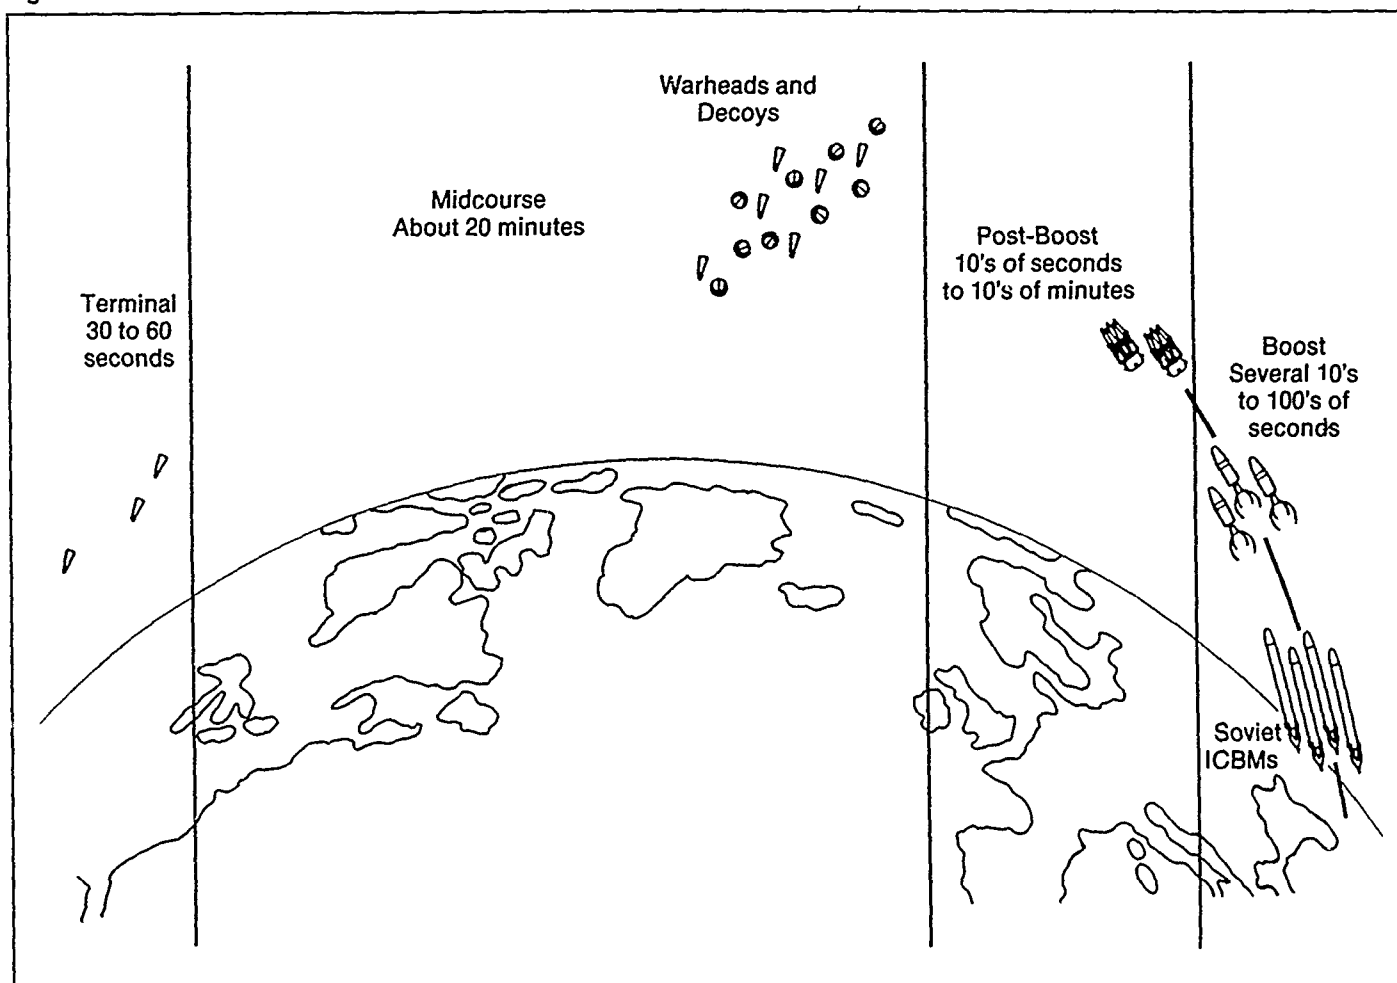 Warheads and
Decoys
Midcourse
About 20 minutes
Post-Boost
10's of seconds
to 10's of minutes
Terminal
30 to 60
seconds
Boost
Several 10's
to 100's of
seconds
Soviet
ICBMs